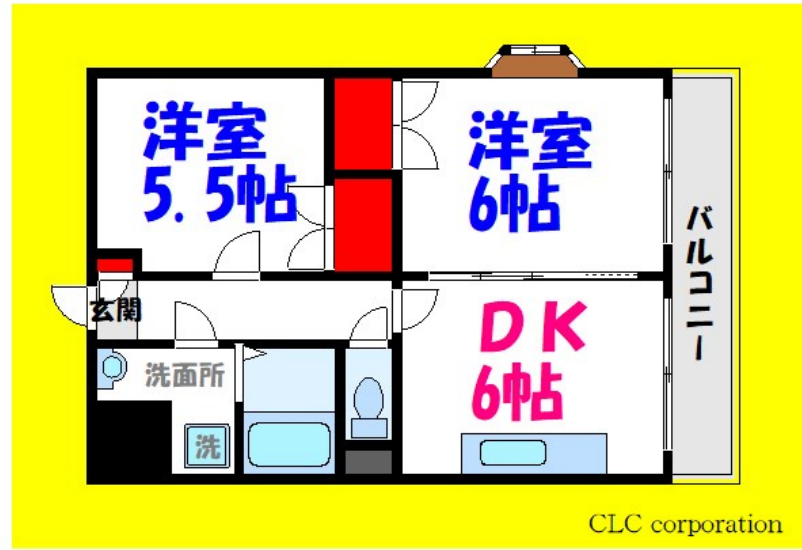 洋室
5.5帖
洋室
6帖
バルコニー
玄関
DK
6帖
洗面所
洗
CLC corporation